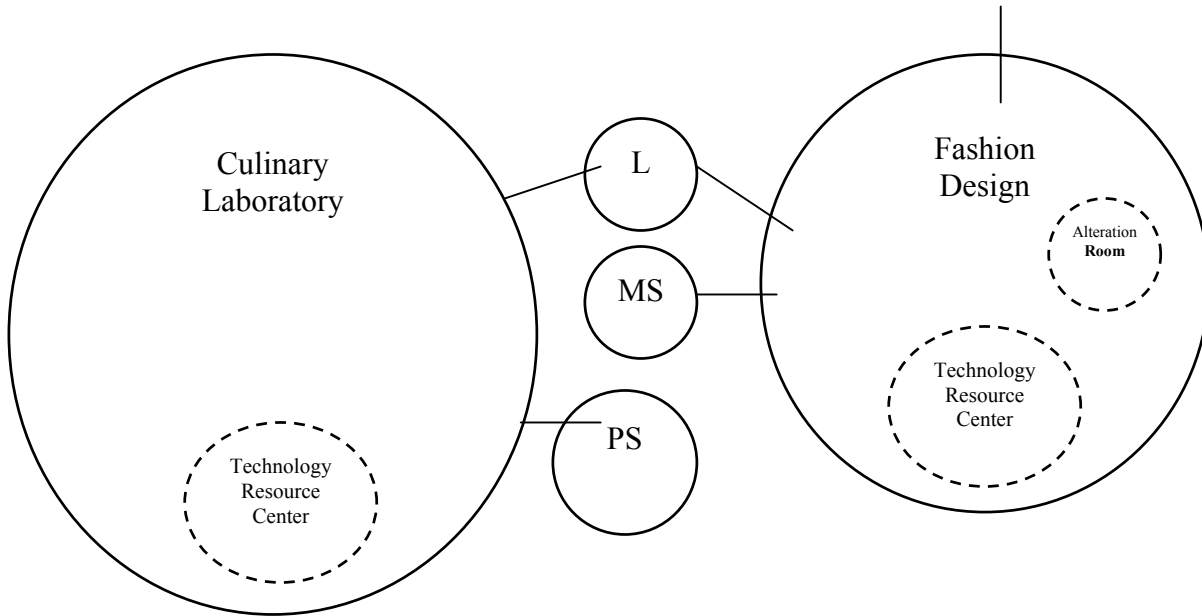 Culinary
Laboratory
L
Fashion
Design
Alteration
Room
MS
Technology
Resource
Center
PS
Technology
Resource
Center